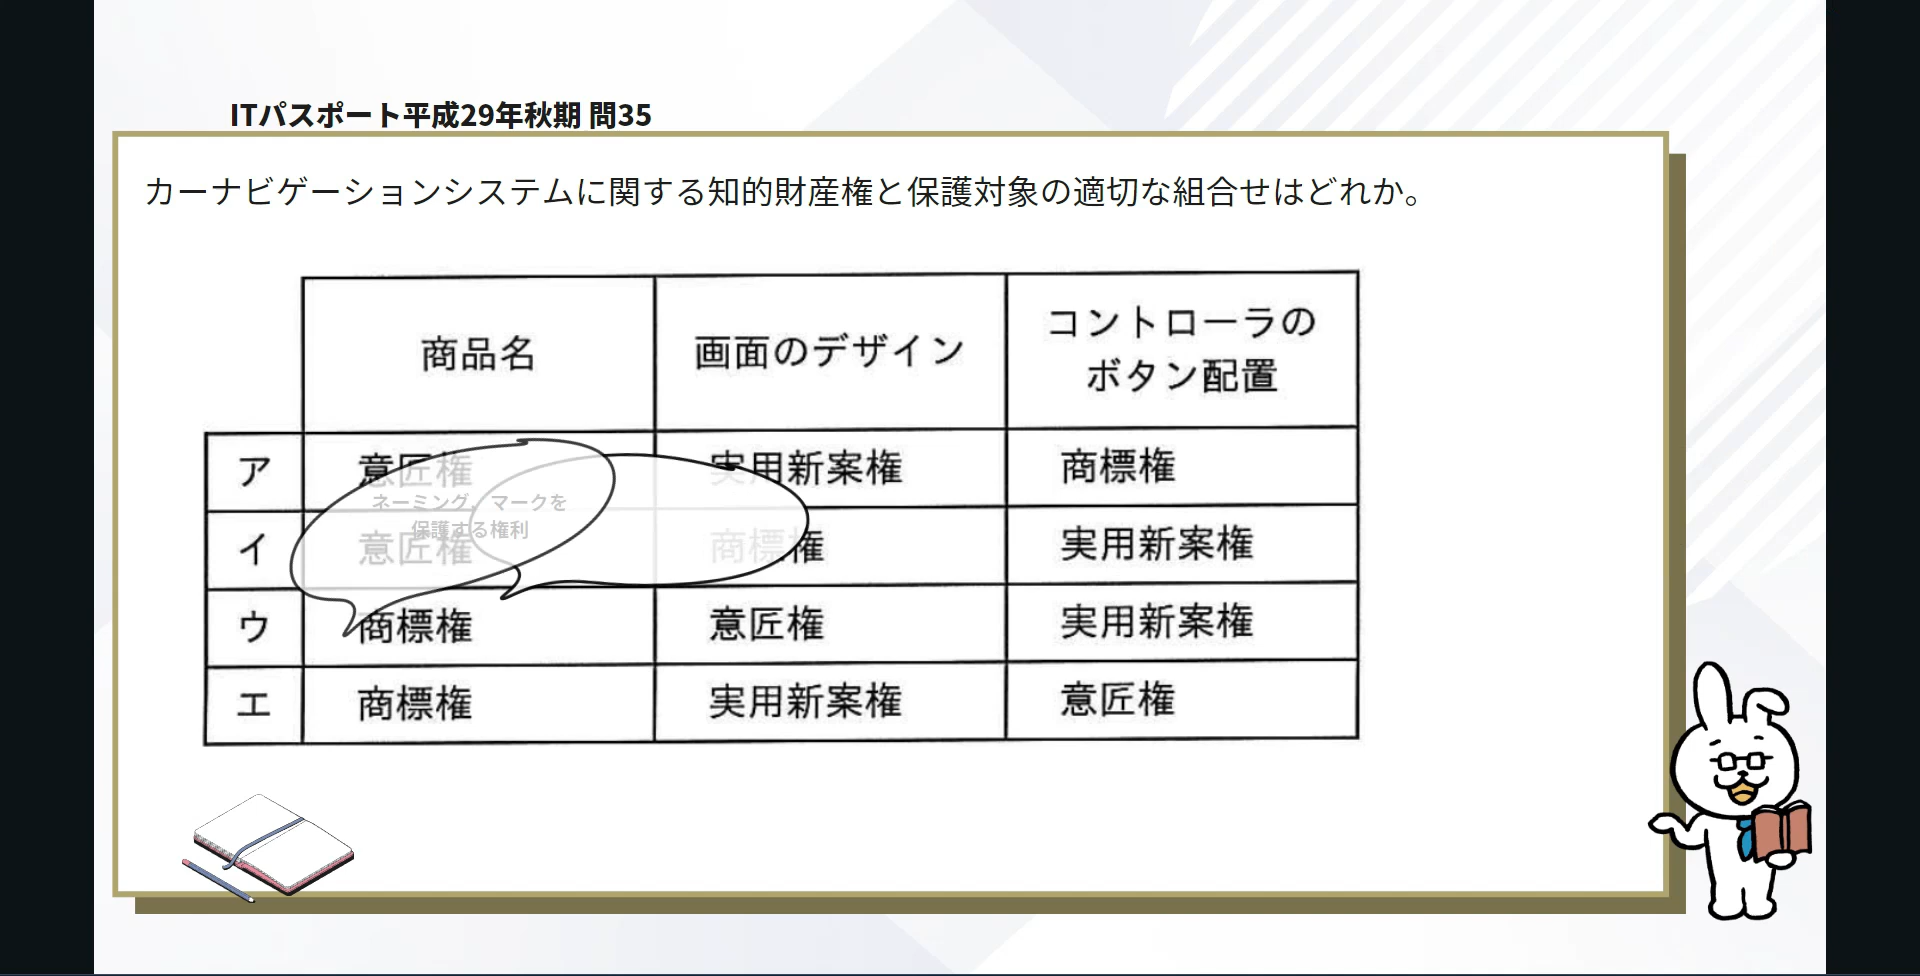 ITパスポート平成29年秋期 問35
カーナビゲーションシステムに関する知的財産権と保護対象の適切な組合せはどれか。
商品名 画面のデザイン コントローラの
ボタン配置
ア 意匠権 実用新案権 商標権
ネーミング、マークを
保護する権利
イ 意匠権 商標権 実用新案権
ウ 商標権 意匠権 実用新案権
エ 商標権 実用新案権 意匠権